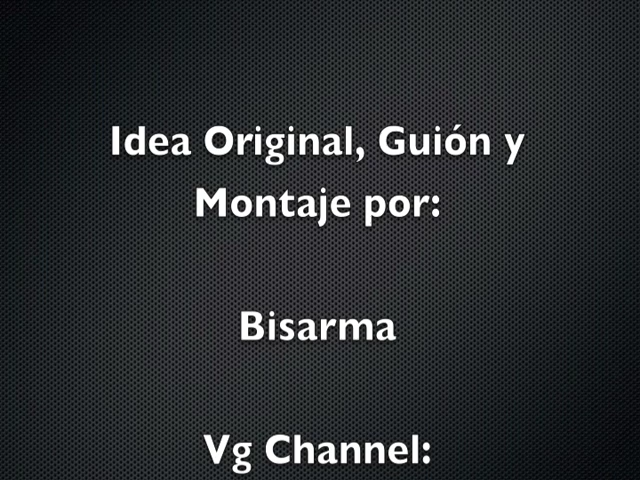 Idea Original, Guión y
Montaje por:
Bisarma
Vg Channel: